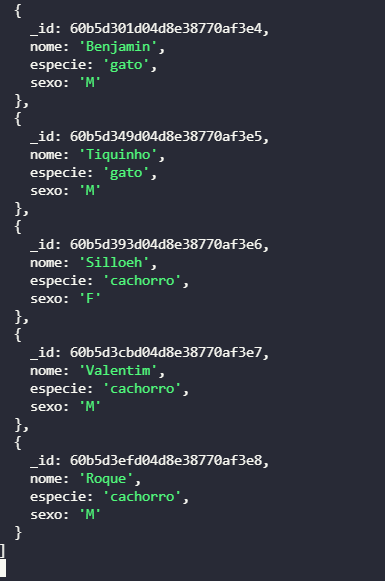 {
_id: 60b5d301d04d8e38770af3e4,
nome: 'Benjamin',
especie: 'gato',
sexo: 'M'
},
{
_id: 60b5d349d04d8e38770af3e5,
nome: 'Tiquinho',
especie: 'gato',
sexo: 'M'
},
{
_id: 60b5d393d04d8e38770af3e6,
nome: 'Silloeh',
especie: 'cachorro',
sexo: 'F'
},
{
_id: 60b5d3cbd04d8e38770af3e7,
nome: 'Valentim',
especie: 'cachorro',
sexo: 'M'
},
{
_id: 60b5d3efd04d8e38770af3e8,
nome: 'Roque',
especie: 'cachorro',
sexo: 'M'
}
]